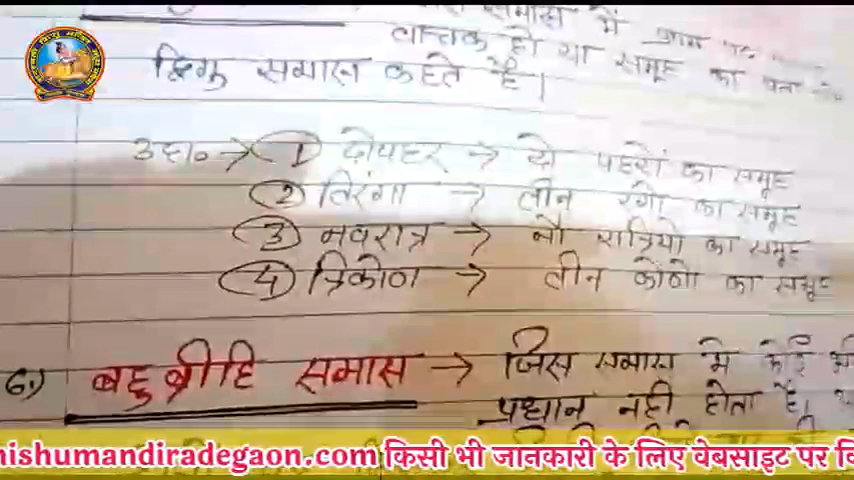 समास में
वाचक हो या समूह का
द्विगु समास कहते है।
उदा० → ① दोपहर → दो पहरों का समूह
② तिरंगा → तीन रंगो का समूह
③ नवरात्र → नौ रात्रियो का समूह
④ त्रिकोण → तीन कोणो का समूह
6.) बहुब्रीहि समास → जिस समास मे कोई भी
प्रधान नही होता है।
nishumandiradegaon.com किसी भी जानकारी के लिए वेबसाइट पर